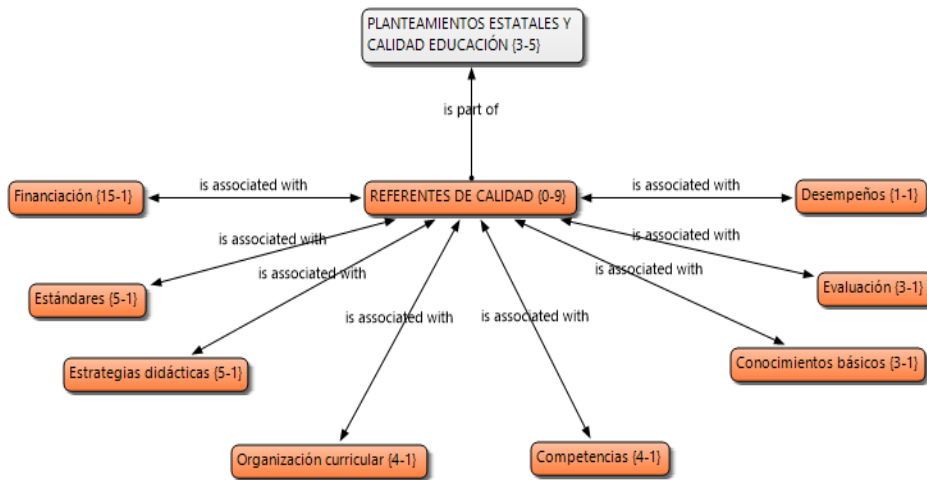 PLANTEAMIENTOS ESTATALES Y
CALIDAD EDUCACIÓN {3-5}
is part of
is associated with
is associated with
Financiación {15-1}
REFERENTES DE CALIDAD {0-9}
Desempeños {1-1}
is associated with
is associated with
is associated with
is associated with
Estándares {5-1}
Evaluación {3-1}
is associated with
is associated with
Estrategias didácticas {5-1}
Conocimientos básicos {3-1}
Organización curricular {4-1}
Competencias {4-1}